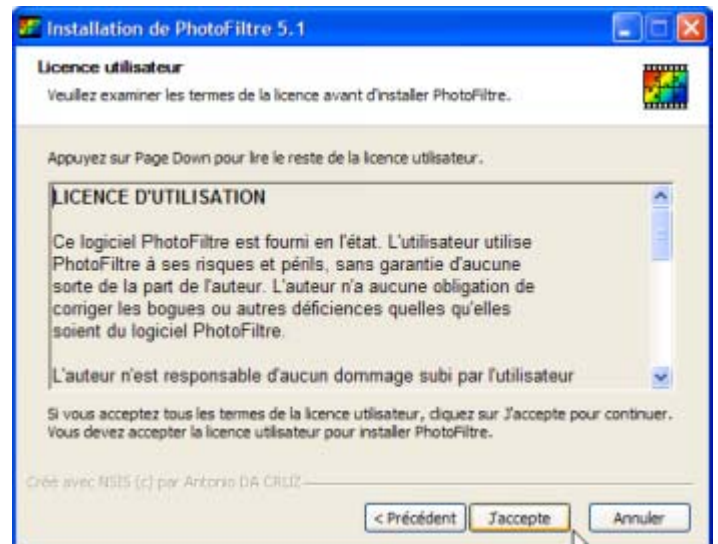 Installation de PhotoFiltre 5.1
Licence utilisateur
Veuillez examiner les termes de la licence avant d'installer PhotoFiltre.
Appuyez sur Page Down pour lire le reste de la licence utilisateur.
LICENCE D'UTILISATION
Ce logiciel PhotoFiltre est fourni en l'état. L'utilisateur utilise
PhotoFiltre à ses risques et périls, sans garantie d'aucune
sorte de la part de l'auteur. L'auteur n'a aucune obligation de
corriger les bogues ou autres déficiences quelles qu'elles
soient du logiciel PhotoFiltre.
L'auteur n'est responsable d'aucun dommage subi par l'utilisateur
Si vous acceptez tous les termes de la licence utilisateur, cliquez sur J'accepte pour continuer.
Vous devez accepter la licence utilisateur pour installer PhotoFiltre.
Créé avec NSIS (c) par Antonio DA CRUZ
< Précédent
J'accepte
Annuler